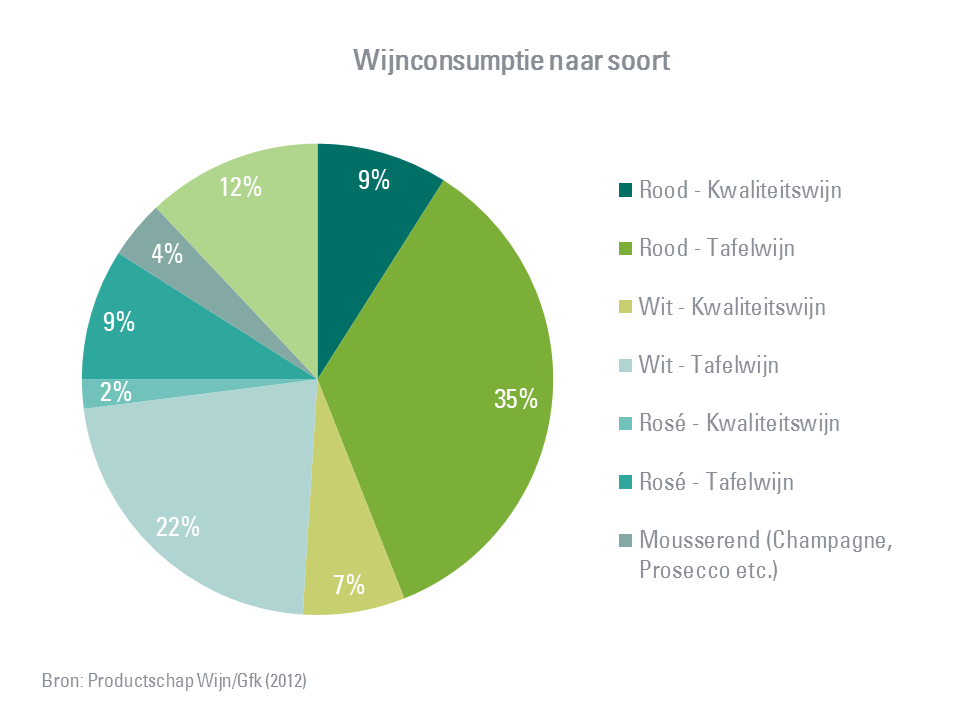 Wijnconsumptie naar soort
12%
9%
4%
9%
2%
35%
22%
7%
Rood - Kwaliteitswijn
Rood - Tafelwijn
Wit - Kwaliteitswijn
Wit - Tafelwijn
Rosé - Kwaliteitswijn
Rosé - Tafelwijn
Mousserend (Champagne,
Prosecco etc.)
Bron: Productschap Wijn/Gfk (2012)